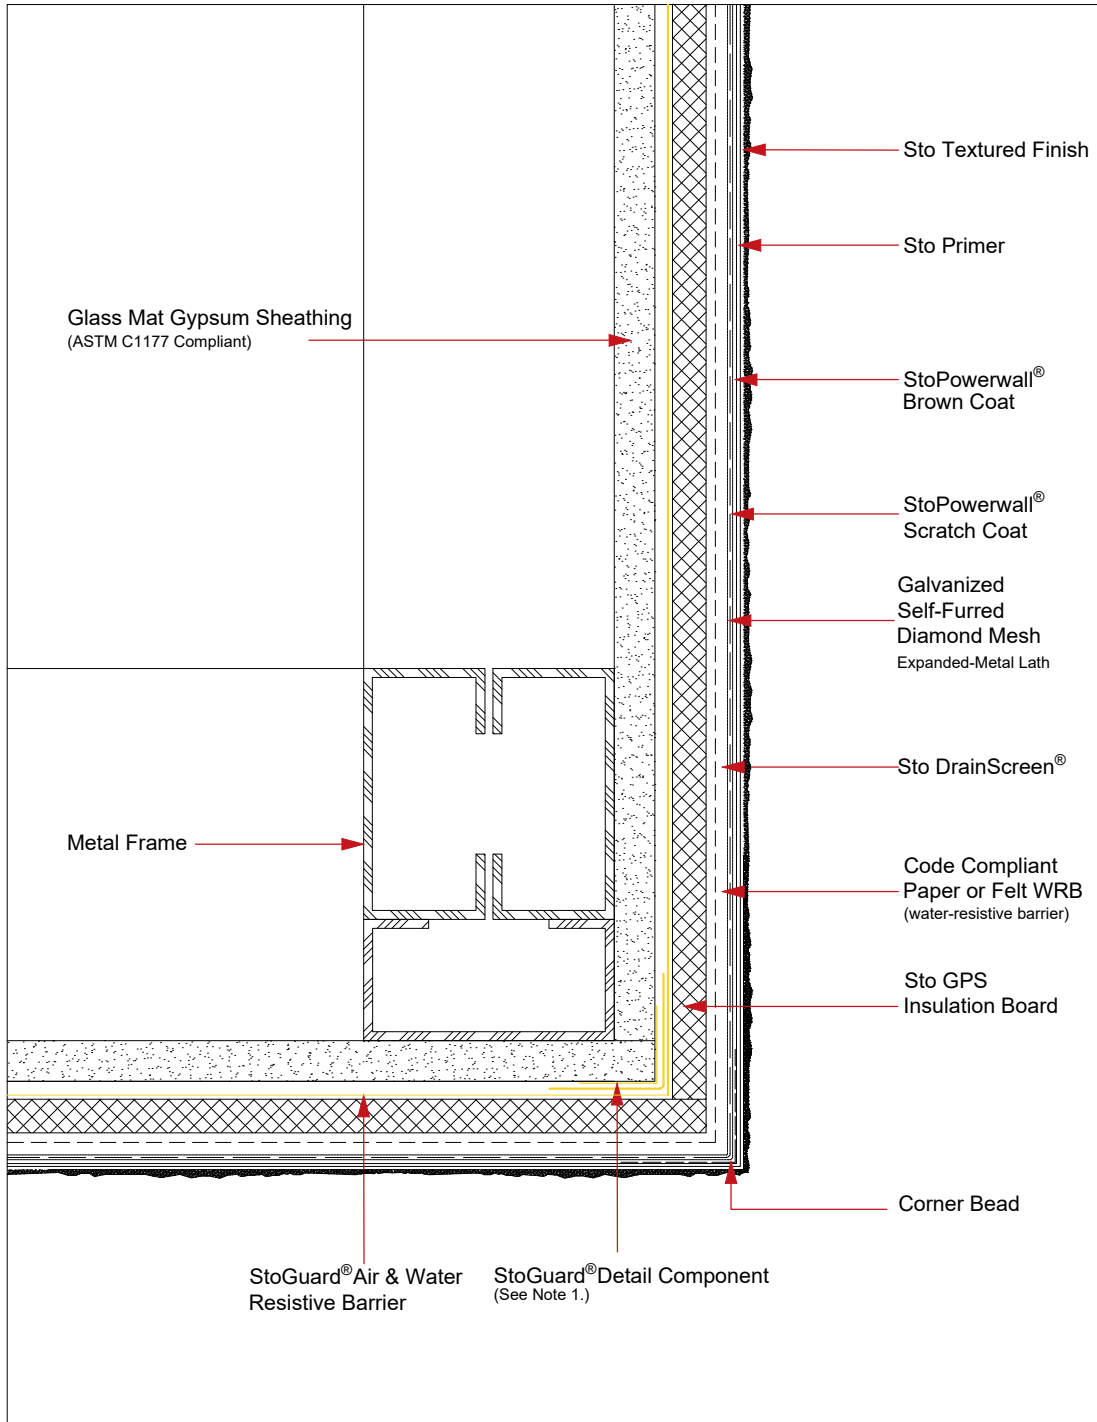 Sto Textured Finish
Sto Primer
Glass Mat Gypsum Sheathing
(ASTM C1177 Compliant)
StoPowerwall®
Brown Coat
StoPowerwall®
Scratch Coat
Galvanized
Self-Furred
Diamond Mesh
Expanded-Metal Lath
Sto DrainScreen®
Metal Frame
Code Compliant
Paper or Felt WRB
(water-resistive barrier)
Sto GPS
Insulation Board
Corner Bead
StoGuard®Air & Water
Resistive Barrier
StoGuard®Detail Component
(See Note 1.)